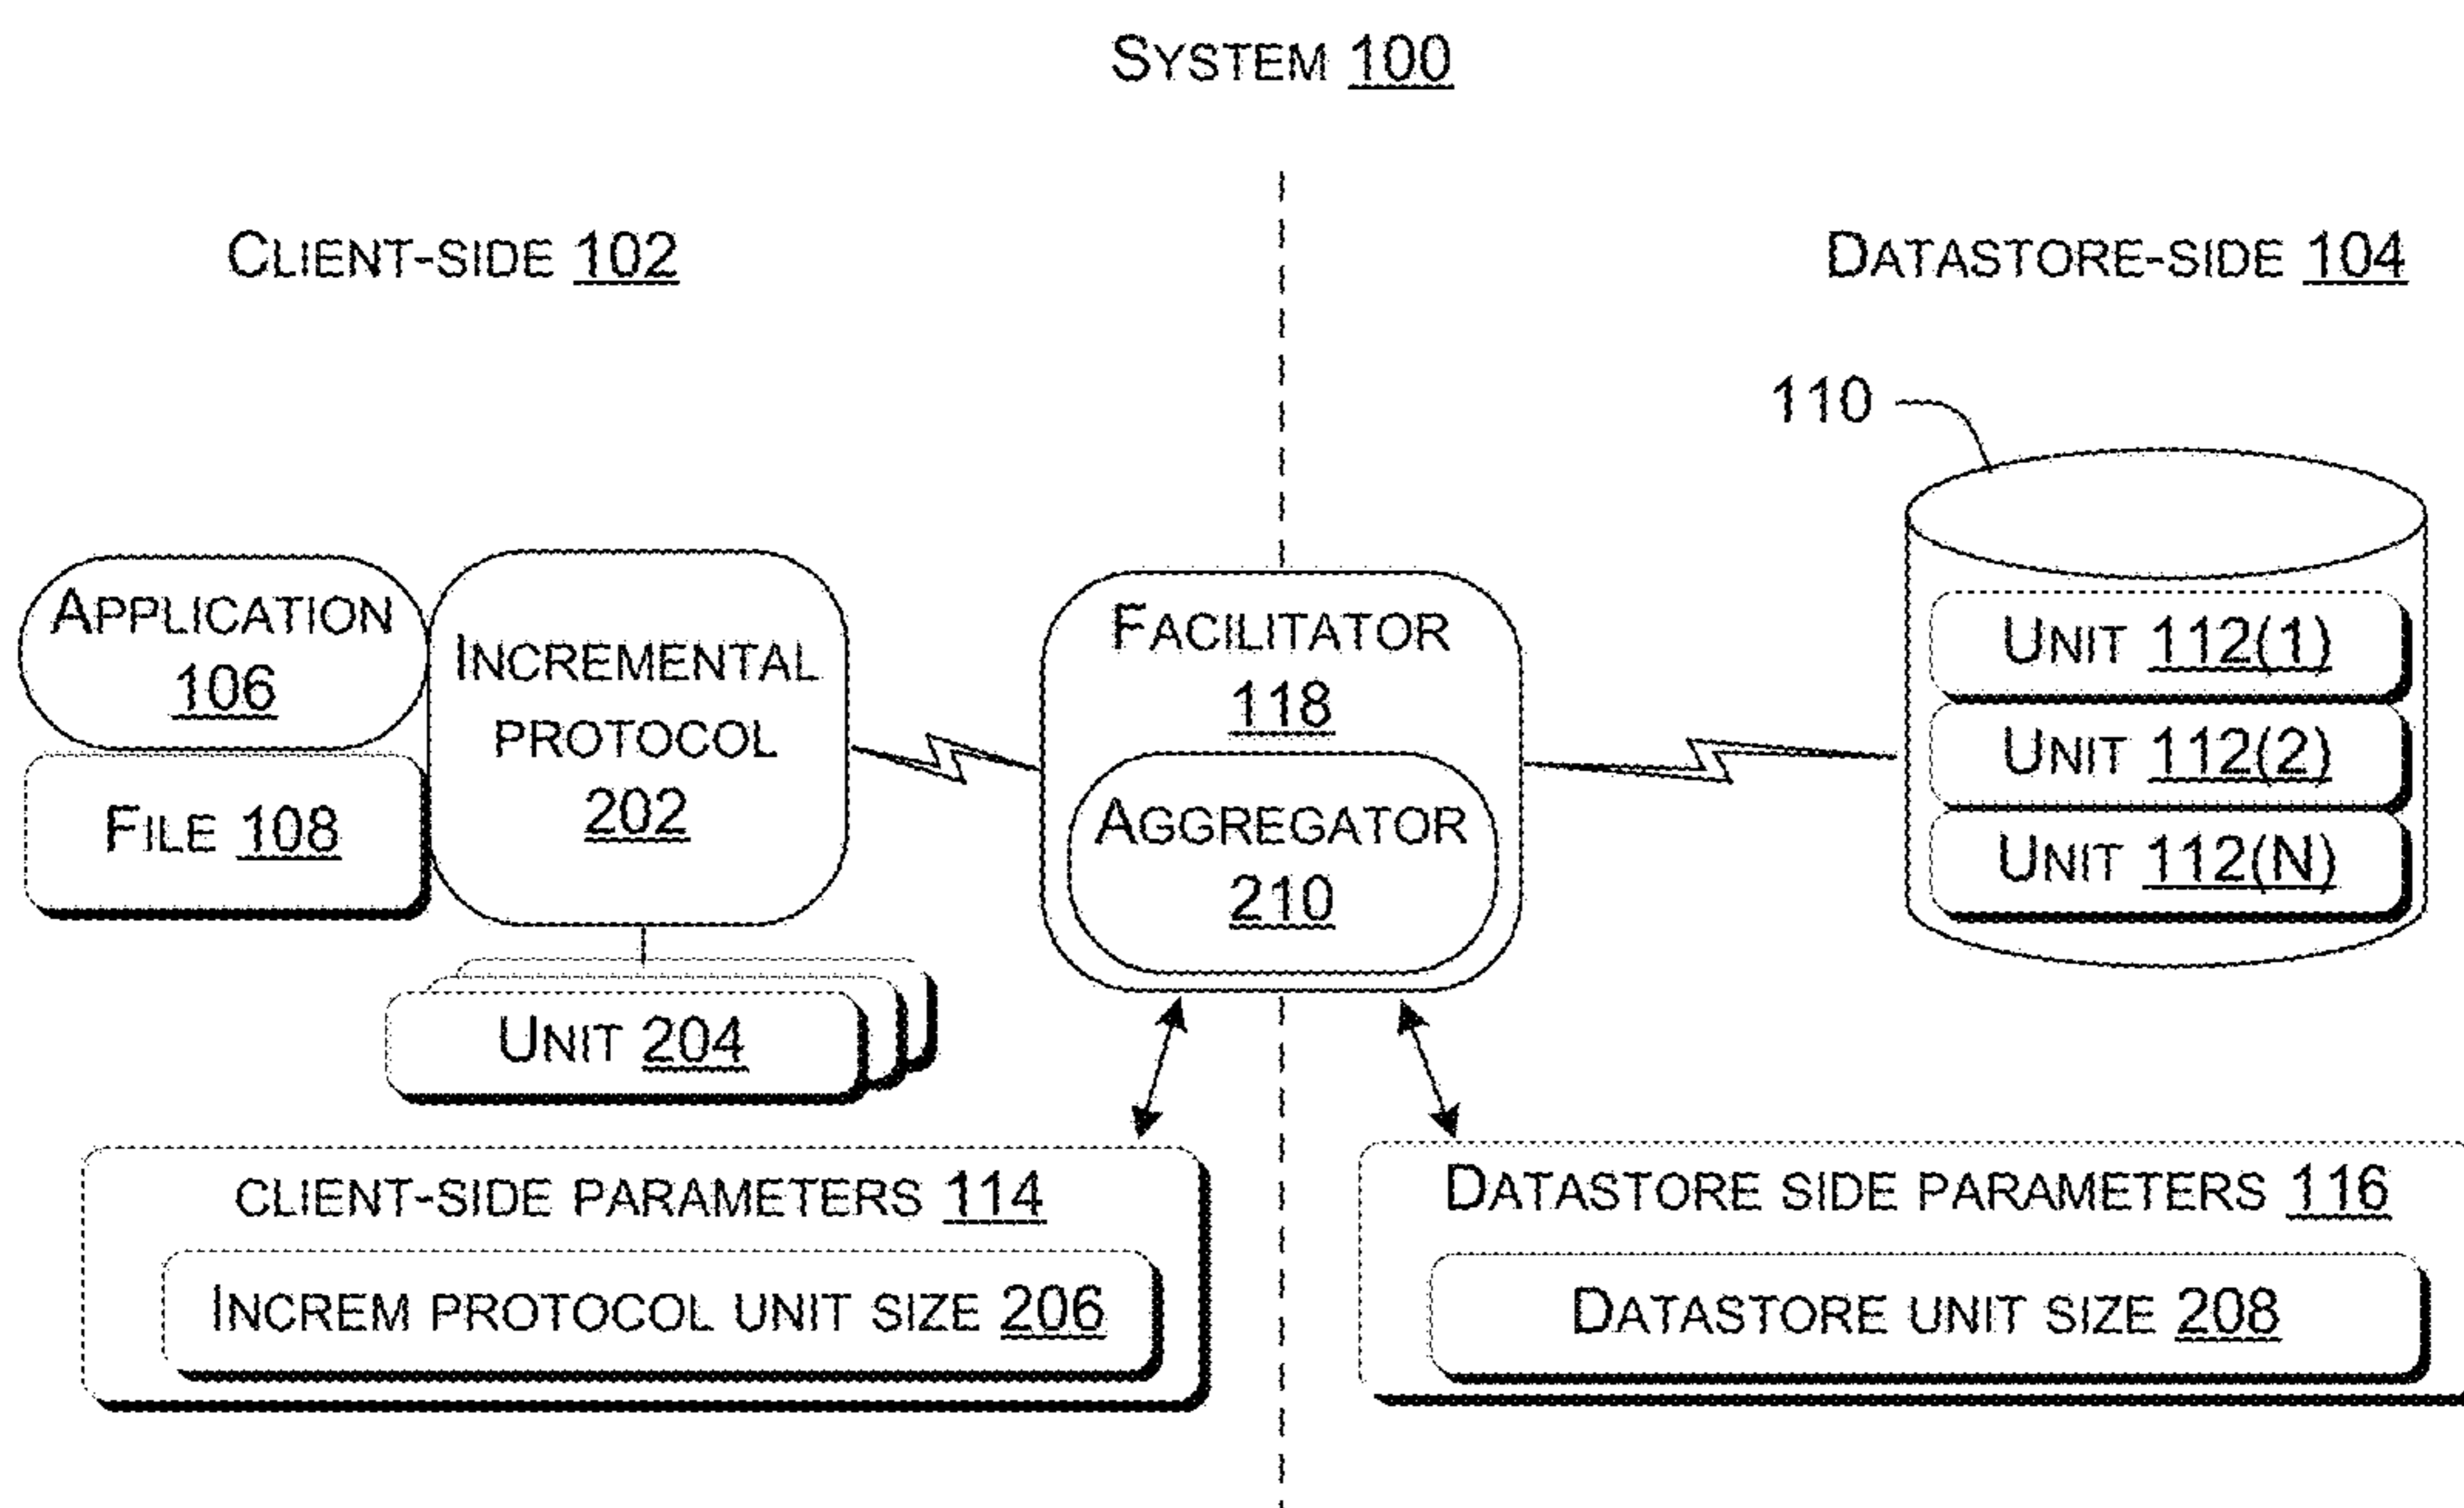 SYSTEM 100
CLIENT-SIDE 102
DATASTORE-SIDE 104
110
APPLICATION
106
FILE 108
INCREMENTAL
PROTOCOL
202
UNIT 204
FACILITATOR
118
AGGREGATOR
210
UNIT 112(1)
UNIT 112(2)
UNIT 112(N)
CLIENT-SIDE PARAMETERS 114
INCREM PROTOCOL UNIT SIZE 206
DATASTORE SIDE PARAMETERS 116
DATASTORE UNIT SIZE 208